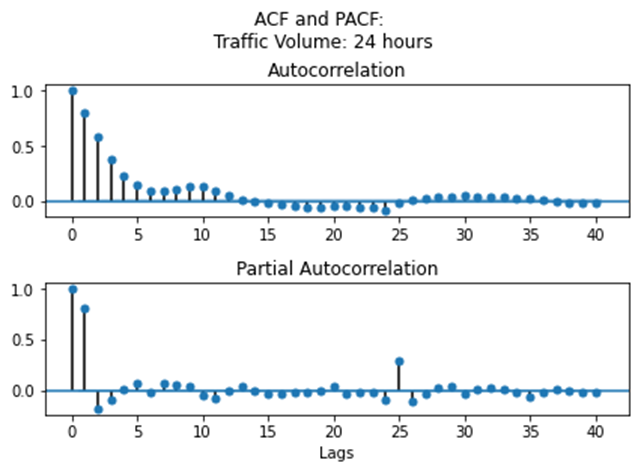 ACF and PACF:
Traffic Volume: 24 hours
Autocorrelation
1.0
0.5
0.0
0 5 10 15 20 25 30 35 40
Partial Autocorrelation
1.0
0.5
0.0
0 5 10 15 20 25 30 35 40
Lags